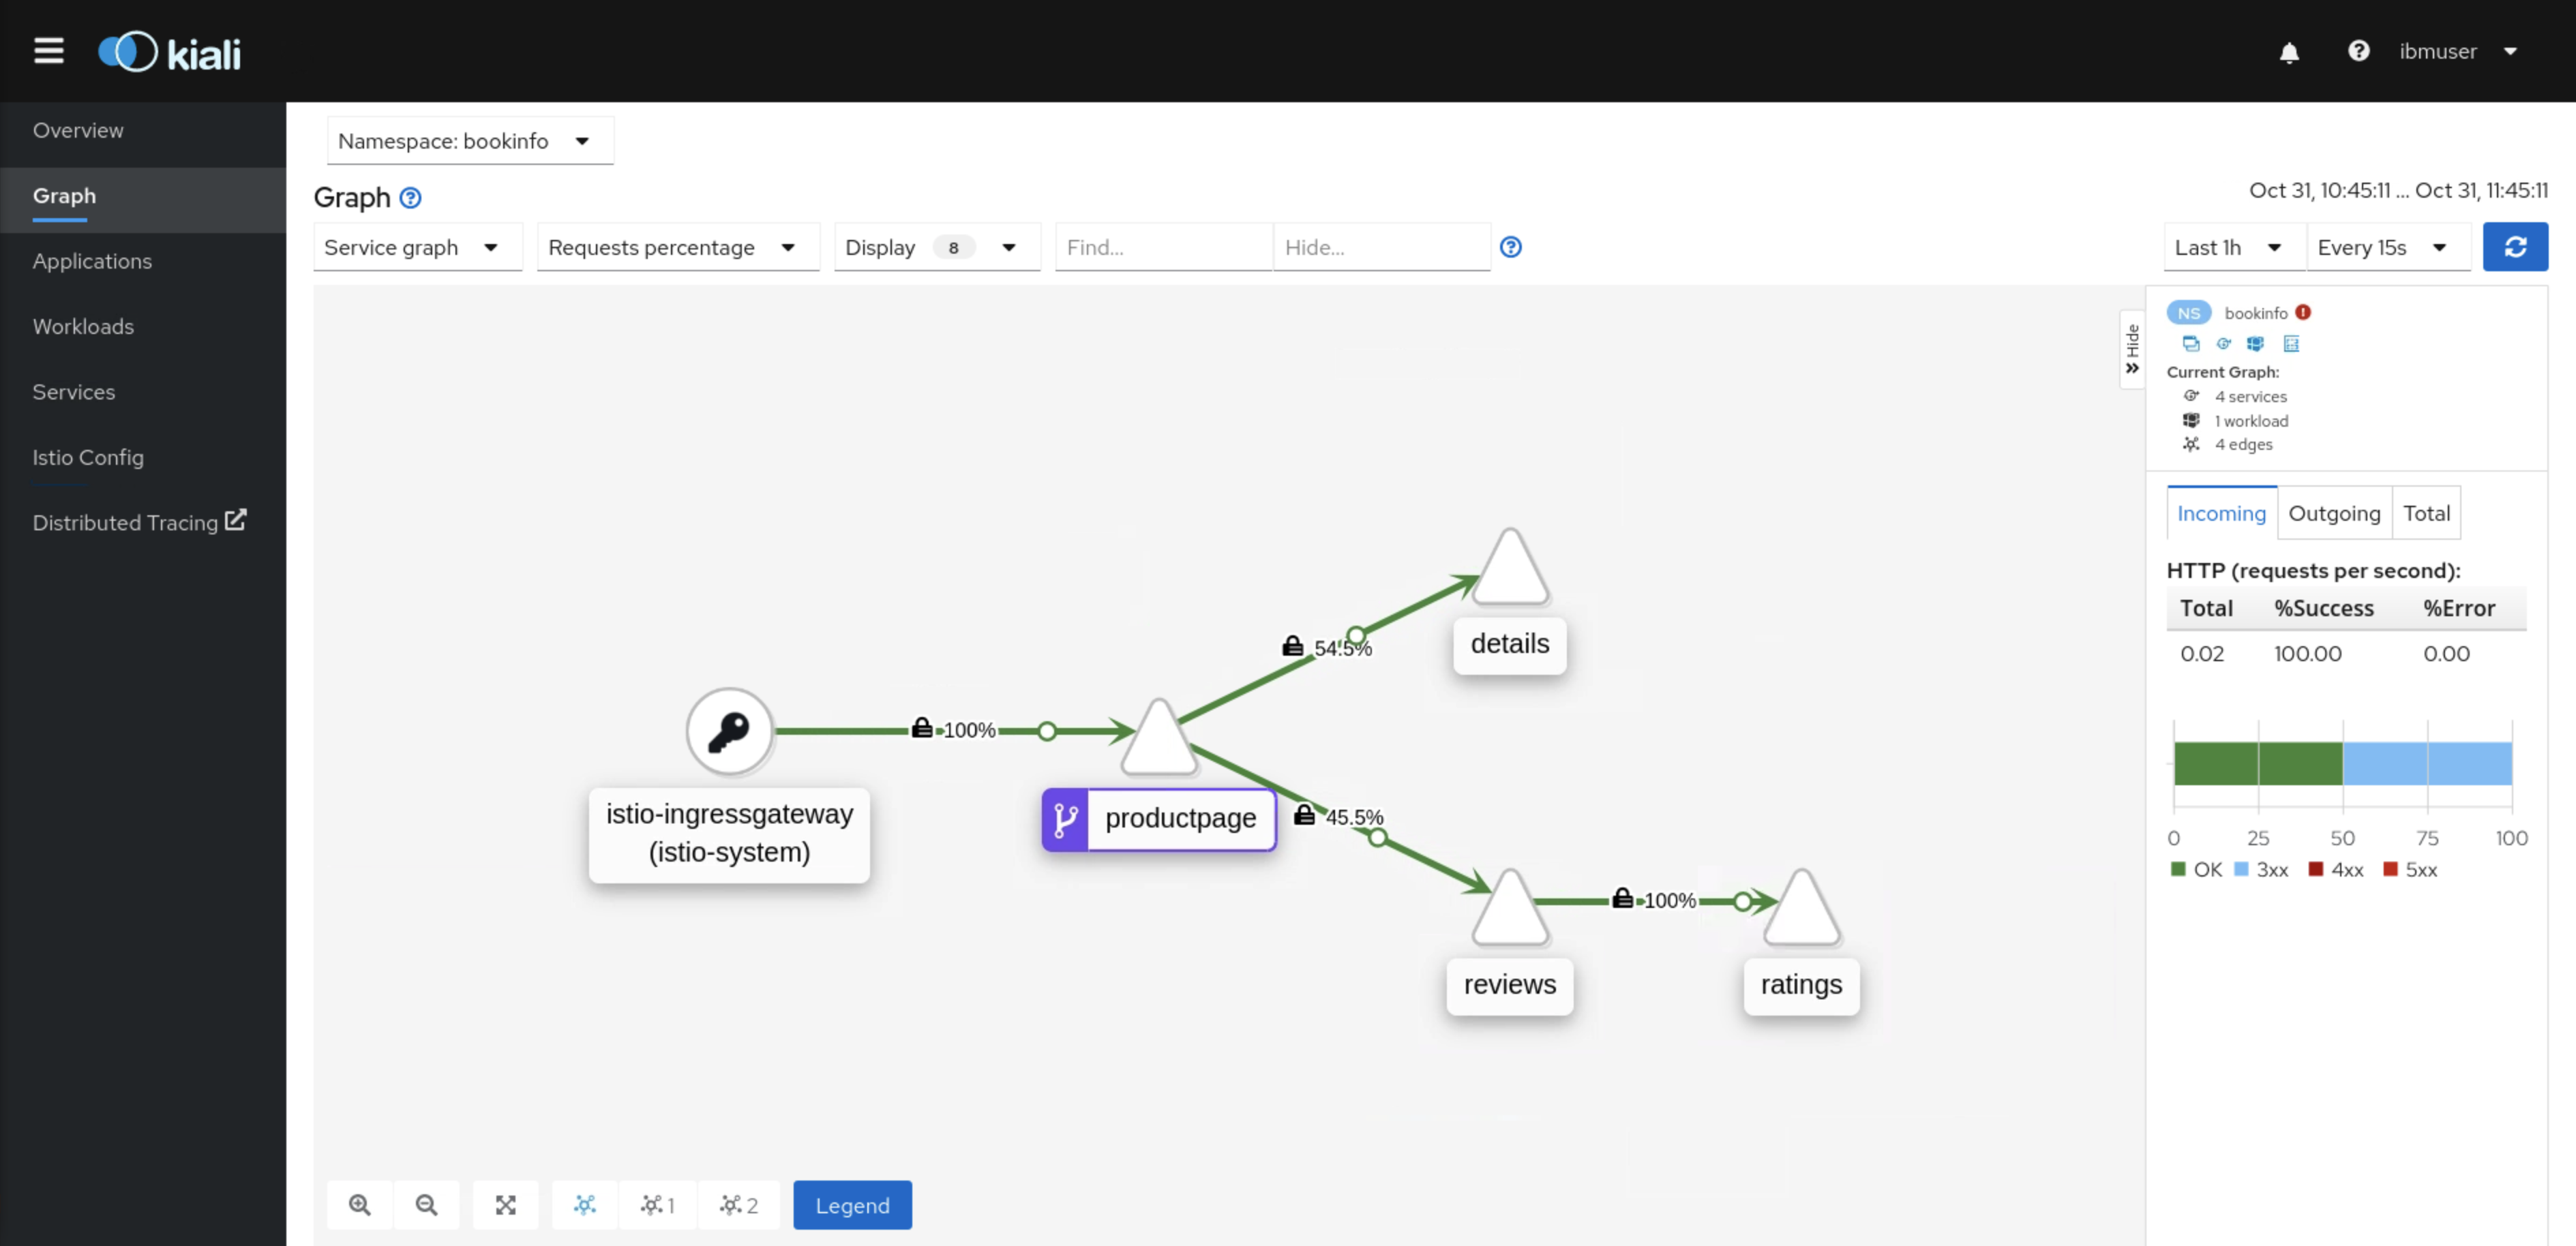 kiali
ibmuser
Overview
Graph
Applications
Workloads
Services
Istio Config
Distributed Tracing
Namespace: bookinfo
Graph
Oct 31, 10:45:11 ... Oct 31, 11:45:11
Service graph
Requests percentage
Display 8
Find...
Hide...
Last 1h
Every 15s
Hide
NS bookinfo
Current Graph:
4 services
1 workload
4 edges
Incoming
Outgoing
Total
HTTP (requests per second):
Total %Success %Error
0.02 100.00 0.00
0 25 50 75 100
OK 3xx 4xx 5xx
54.5%
details
100%
istio-ingressgateway
(istio-system)
productpage
45.5%
100%
reviews
ratings
1
2
Legend